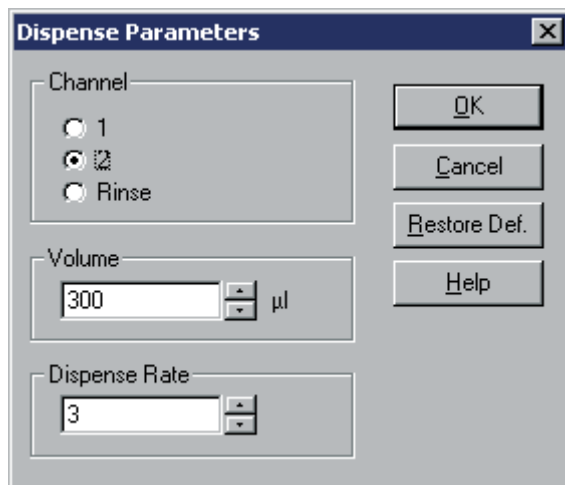 Dispense Parameters
Channel
1
2
Rinse
Volume
300 µl
Dispense Rate
3
OK
Cancel
Restore Def.
Help